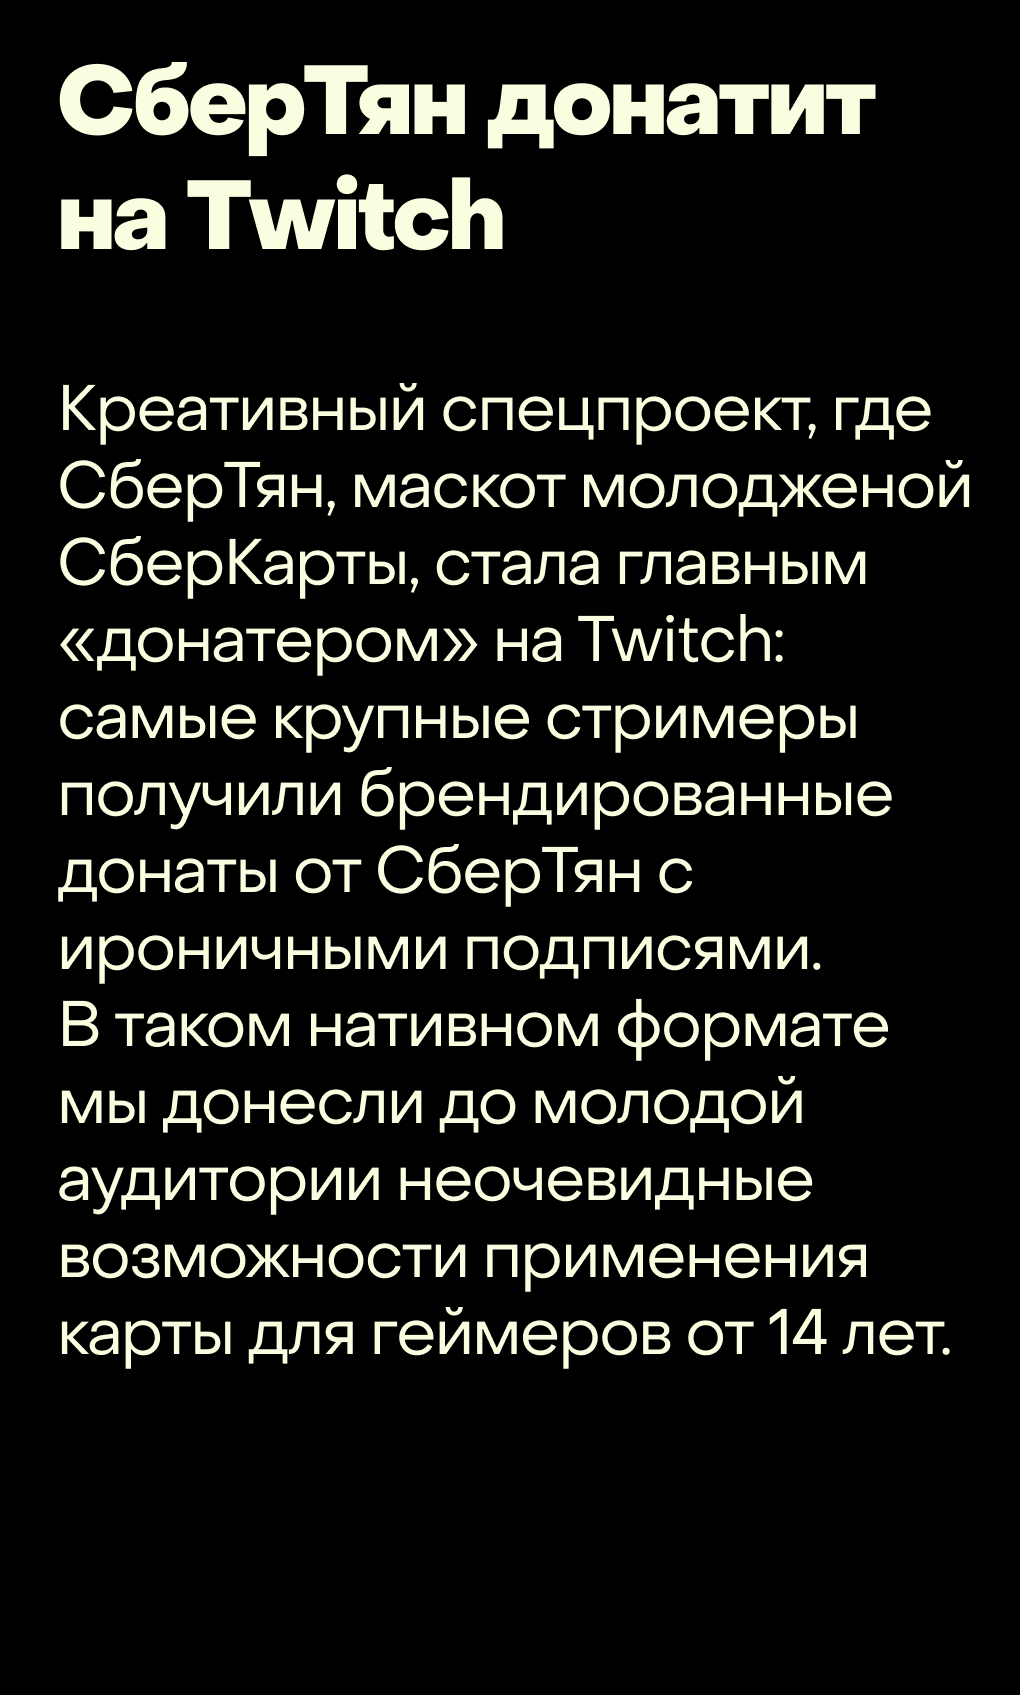 СберТян донатит
на Twitch
Креативный спецпроект, где
СберТян, маскот молодженой
СберКарты, стала главным
«донатером» на Twitch:
самые крупные стримеры
получили брендированные
донаты от СберТян с
ироничными подписями.
В таком нативном формате
мы донесли до молодой
аудитории неочевидные
возможности применения
карты для геймеров от 14 лет.